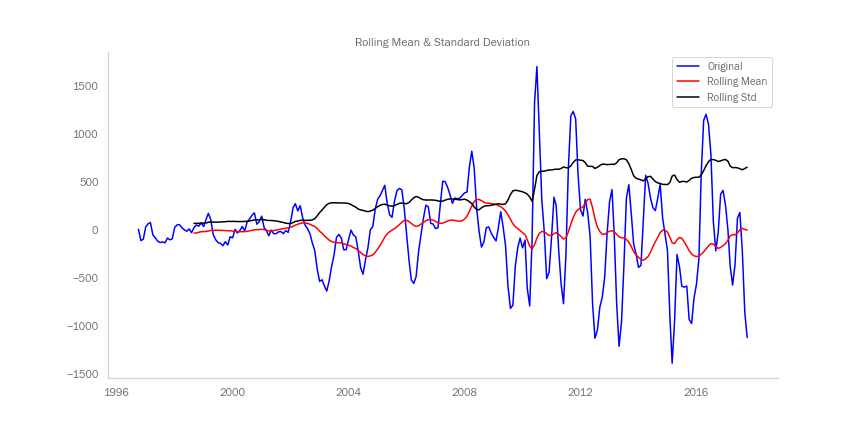 Rolling Mean & Standard Deviation
Original
Rolling Mean
Rolling Std
1500
1000
500
0
−500
−1000
−1500
1996 2000 2004 2008 2012 2016